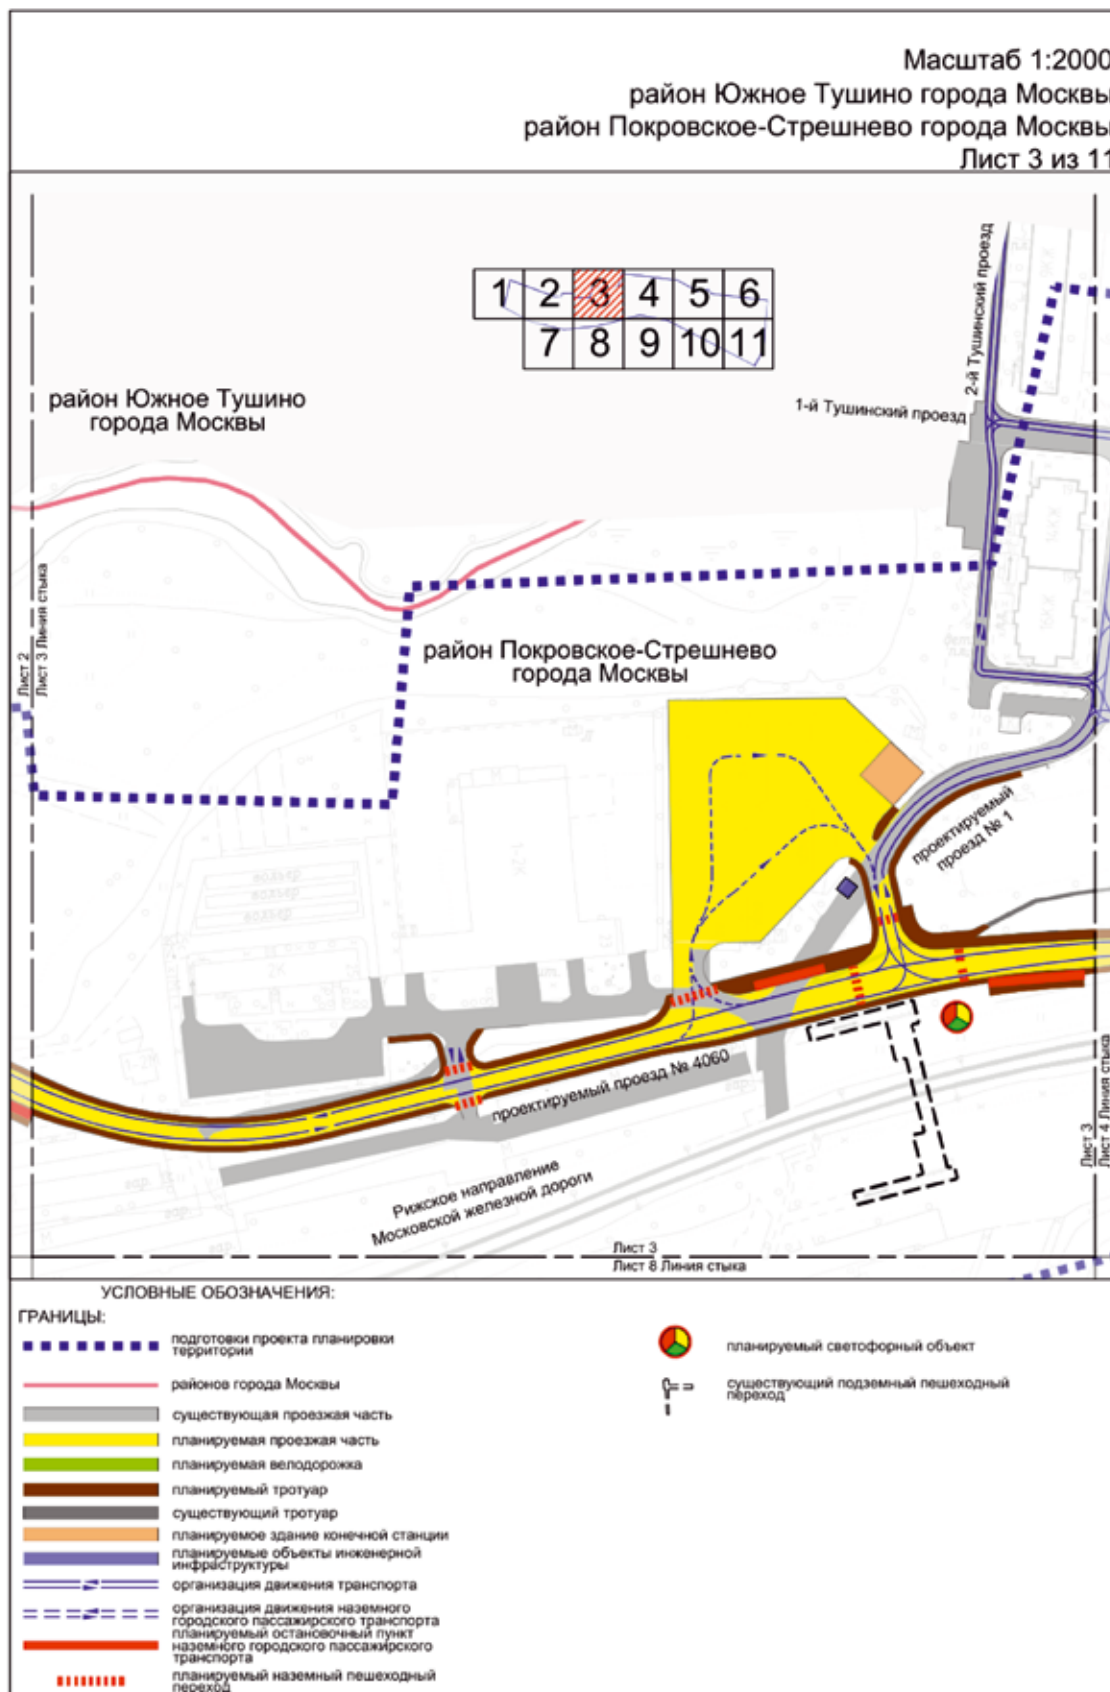 Масштаб 1:2000
район Южное Тушино города Москвы
район Покровское-Стрешнево города Москвы
Лист 3 из 11
1 2 3 4 5 6
7 8 9 10 11
2-й Тушинский проезд
1-й Тушинский проезд
район Южное Тушино
города Москвы
район Покровское-Стрешнево
города Москвы
Лист 2
Лист 3 Линия стыка
16КЖ
проектируемый
проезд № 1
проектируемый проезд № 4060
Рижское направление
Московской железной дороги
Лист 3
Лист 4 Линия стыка
Лист 3
Лист 8 Линия стыка
УСЛОВНЫЕ ОБОЗНАЧЕНИЯ:
ГРАНИЦЫ:
подготовки проекта планировки
территории
районов города Москвы
существующая проезжая часть
планируемая проезжая часть
планируемая велодорожка
планируемый тротуар
существующий тротуар
планируемое здание конечной станции
планируемые объекты инженерной
инфраструктуры
организация движения транспорта
организация движения наземного
городского пассажирского транспорта
планируемый остановочный пункт
наземного городского пассажирского
транспорта
планируемый наземный пешеходный
переход
планируемый светофорный объект
существующий подземный пешеходный
переход